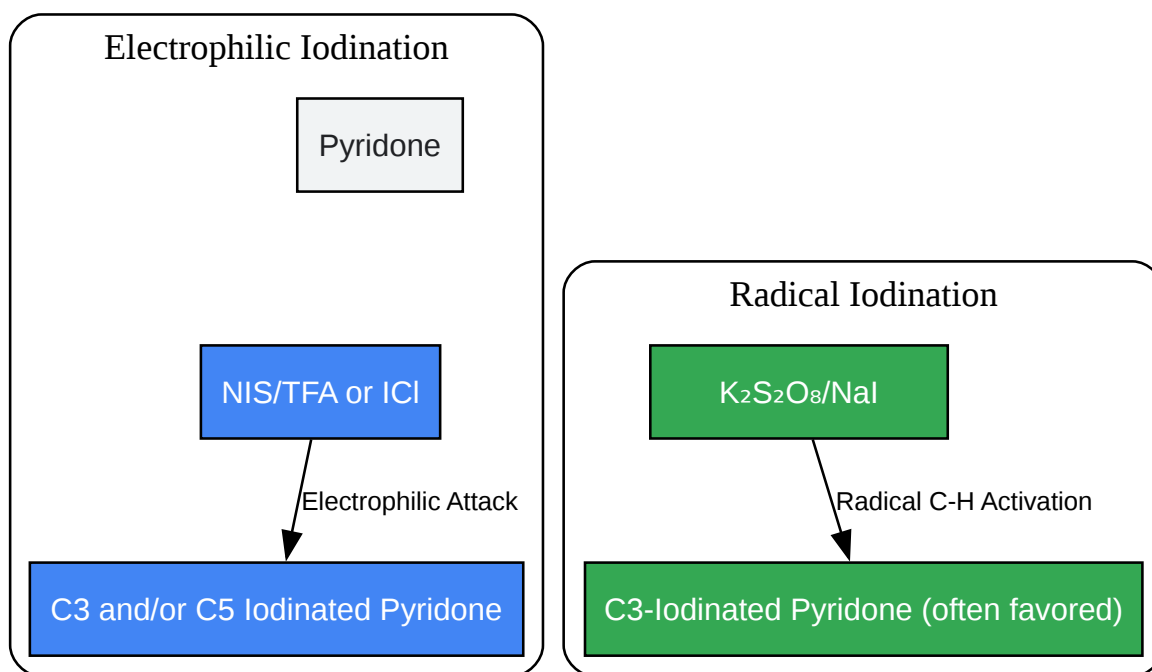 Electrophilic Iodination
Pyridone
NIS/TFA or ICl
Electrophilic Attack
C3 and/or C5 Iodinated Pyridone
Radical Iodination
K₂S₂O₈/NaI
Radical C-H Activation
C3-Iodinated Pyridone (often favored)